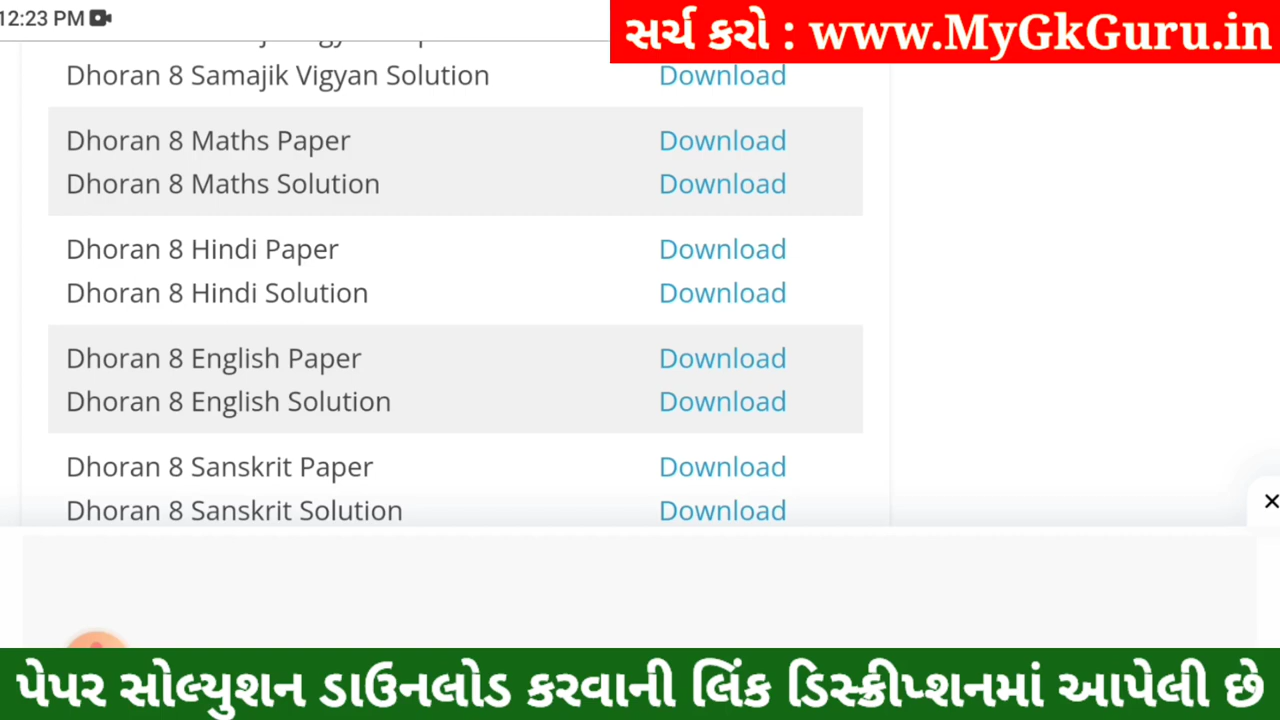 12:23 PM
સર્ચ કરો : www.MyGkGuru.in
Dhoran 8 Samajik Vigyan Solution Download
Dhoran 8 Maths Paper Download
Dhoran 8 Maths Solution Download
Dhoran 8 Hindi Paper Download
Dhoran 8 Hindi Solution Download
Dhoran 8 English Paper Download
Dhoran 8 English Solution Download
Dhoran 8 Sanskrit Paper Download
Dhoran 8 Sanskrit Solution Download
પેપર સોલ્યુશન ડાઉનલોડ કરવાની લિંક ડિસ્ક્રીપ્શનમાં આપેલી છે